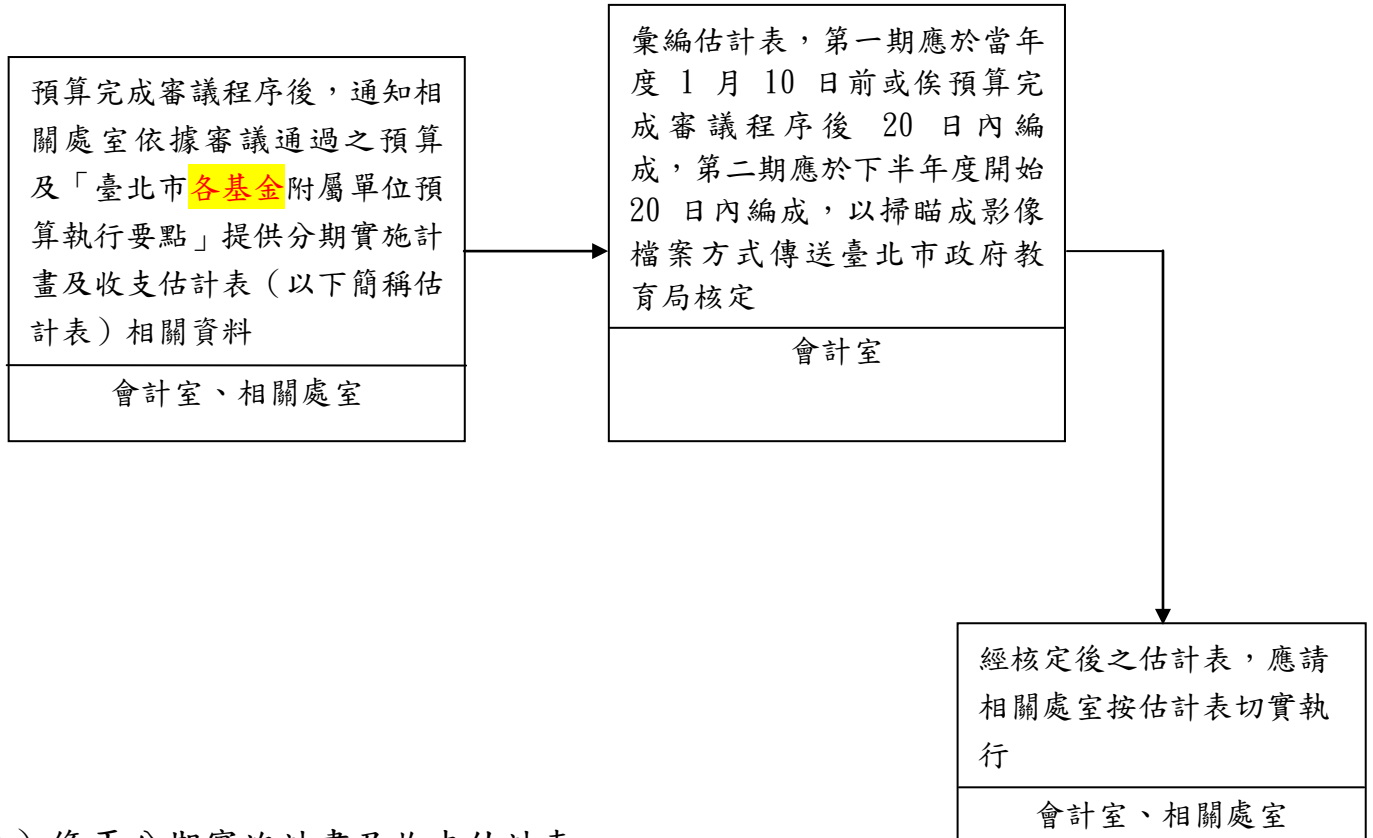 預算完成審議程序後，通知相
關處室依據審議通過之預算
及「臺北市各基金附屬單位預
算執行要點」提供分期實施計
畫及收支估計表（以下簡稱估
計表）相關資料
會計室、相關處室
彙編估計表，第一期應於當年
度 1 月 10 日前或俟預算完
成審議程序後 20 日內編
成，第二期應於下半年度開始
20 日內編成，以掃瞄成影像
檔案方式傳送臺北市政府教
育局核定
會計室
經核定後之估計表，應請
相關處室按估計表切實執
行
會計室、相關處室